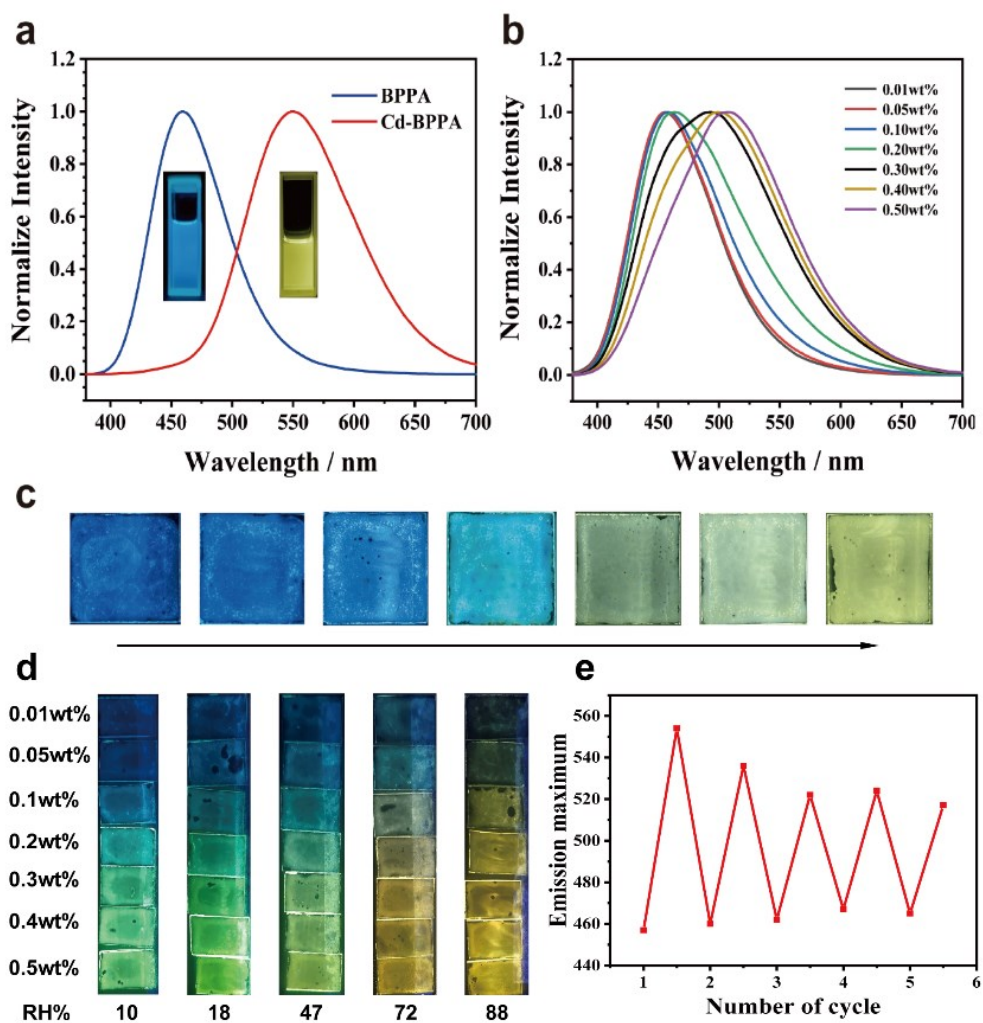 a
1.2
1.0
0.8
0.6
0.4
0.2
0.0
Normalize Intensity
BPPA
Cd-BPPA
400 450 500 550 600 650 700
Wavelength / nm
b
1.2
1.0
0.8
0.6
0.4
0.2
0.0
Normalize Intensity
0.01wt%
0.05wt%
0.10wt%
0.20wt%
0.30wt%
0.40wt%
0.50wt%
400 450 500 550 600 650 700
Wavelength / nm
c
d
0.01wt%
0.05wt%
0.1wt%
0.2wt%
0.3wt%
0.4wt%
0.5wt%
RH% 10 18 47 72 88
e
560
540
520
500
480
460
440
Emission maximum
1 2 3 4 5 6
Number of cycle